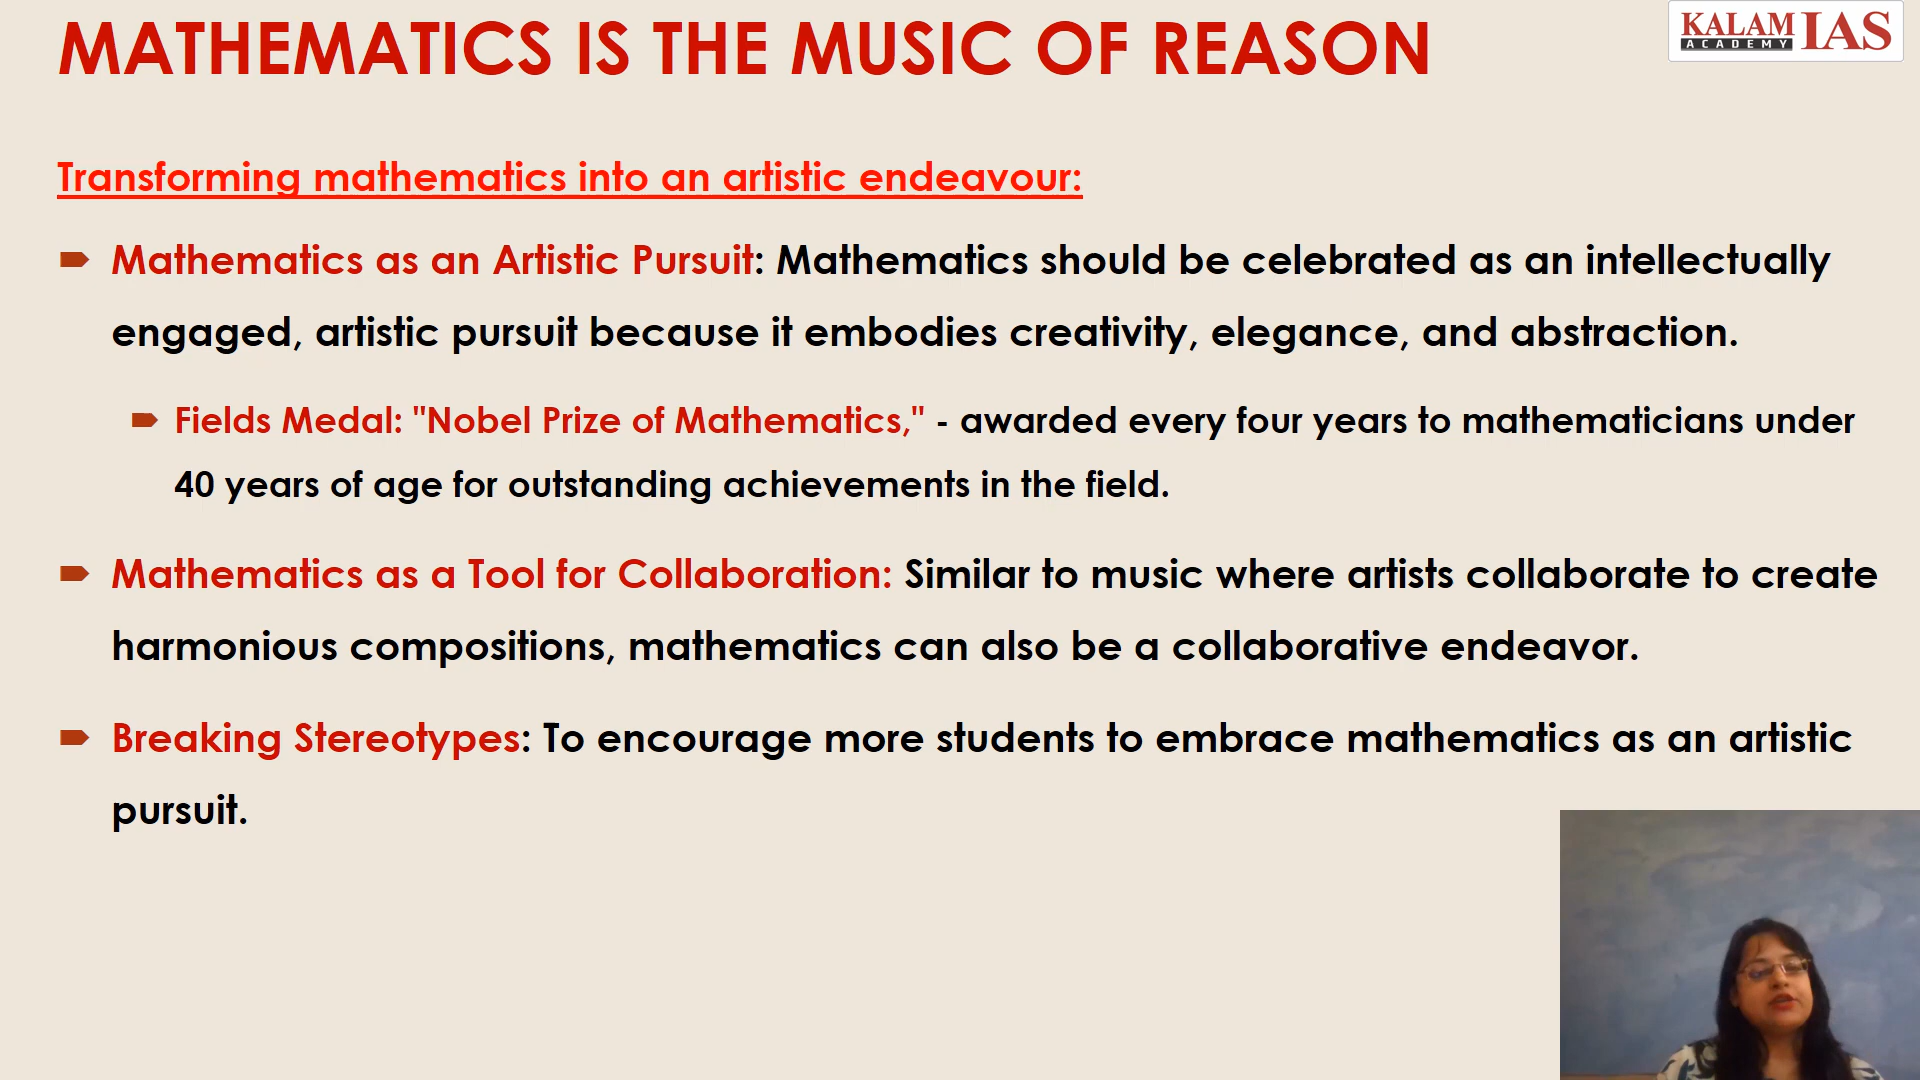 MATHEMATICS IS THE MUSIC OF REASON
KALAM IAS
ACADEMY
Transforming mathematics into an artistic endeavour:
Mathematics as an Artistic Pursuit: Mathematics should be celebrated as an intellectually
engaged, artistic pursuit because it embodies creativity, elegance, and abstraction.
Fields Medal: "Nobel Prize of Mathematics," - awarded every four years to mathematicians under
40 years of age for outstanding achievements in the field.
Mathematics as a Tool for Collaboration: Similar to music where artists collaborate to create
harmonious compositions, mathematics can also be a collaborative endeavor.
Breaking Stereotypes: To encourage more students to embrace mathematics as an artistic
pursuit.